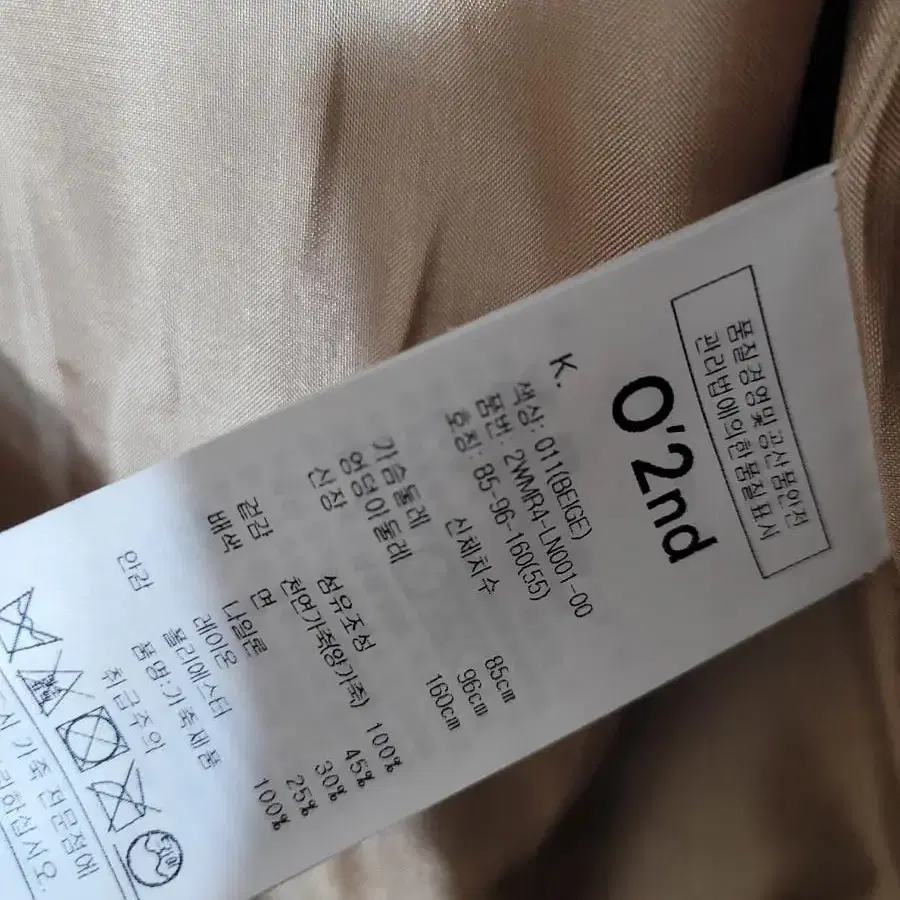 품질경영및공산품안전
관리법에의한품질표시
O'2nd
K.
색상: 011(BEIGE)
품번: 2WMR4-LN001-00
호칭: 85-96-160(55)
신체치수
가슴둘레 85cm
엉덩이둘레 96cm
신장 160cm
섬유조성
겉감 천연가죽(양가죽) 100%
배색 면 45%
나일론 30%
레이온 25%
안감 폴리에스터 100%
품명:가죽제품
취급주의
가죽 전문점에